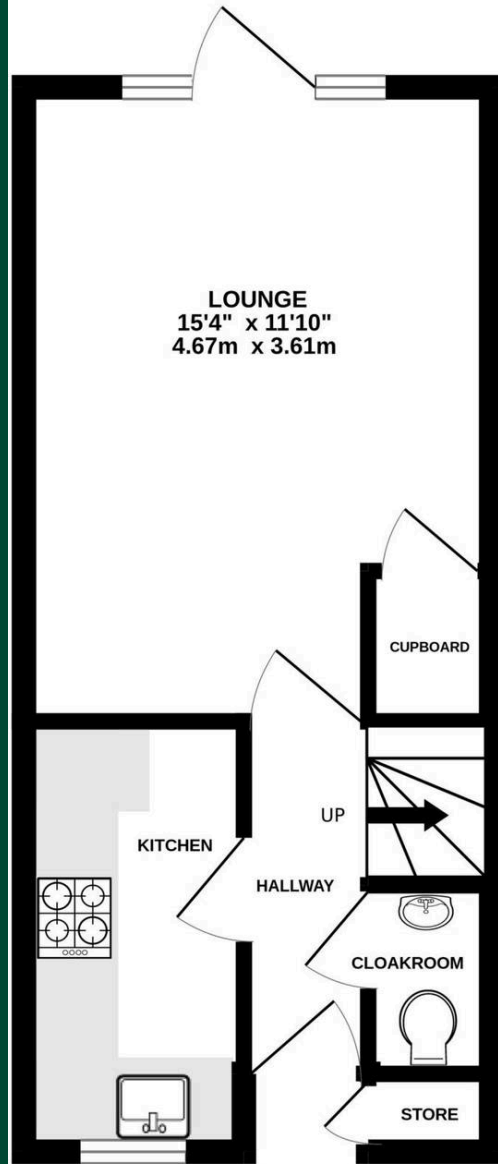 LOUNGE
15'4" x 11'10"
4.67m x 3.61m
CUPBOARD
UP
KITCHEN
HALLWAY
CLOAKROOM
STORE